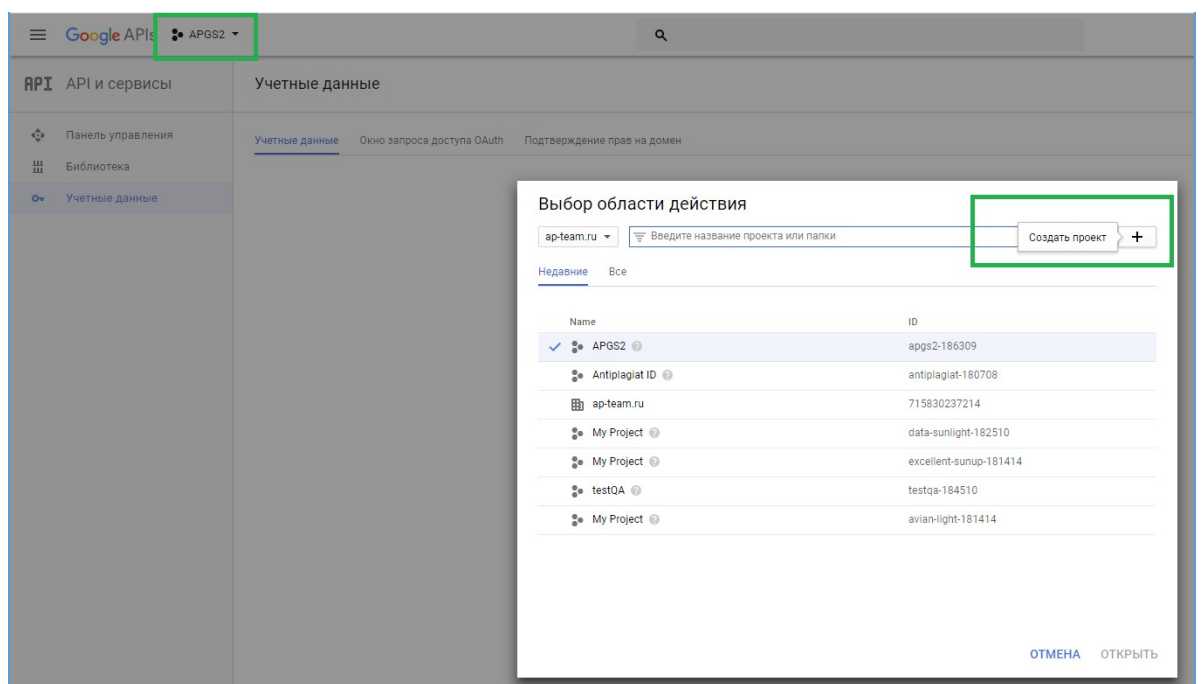 Google APIs APGS2
API API и сервисы Учетные данные
Панель управления
Библиотека
Учетные данные
Учетные данные Окно запроса доступа OAuth Подтверждение прав на домен
Выбор области действия
ap-team.ru Введите название проекта или папки Создать проект +
Недавние Все
Name ID
APGS2 apgs2-186309
Antiplagiat ID antiplagiat-180708
ap-team.ru 715830237214
My Project data-sunlight-182510
My Project excellent-sunup-181414
testQA testqa-184510
My Project avian-light-181414
ОТМЕНА ОТКРЫТЬ